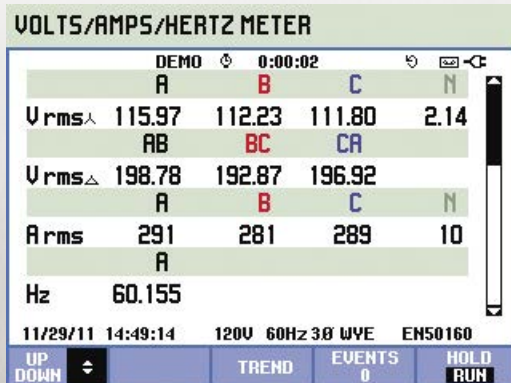 VOLTS/AMPS/HERTZ METER
DEMO 0:00:02
A B C N
Vrms⅄ 115.97 112.23 111.80 2.14
AB BC CA
Vrms△ 198.78 192.87 196.92
A B C N
Arms 291 281 289 10
A
Hz 60.155
11/29/11 14:49:14 120V 60Hz 3Ø WYE EN50160
UP DOWN TREND EVENTS 0 HOLD RUN